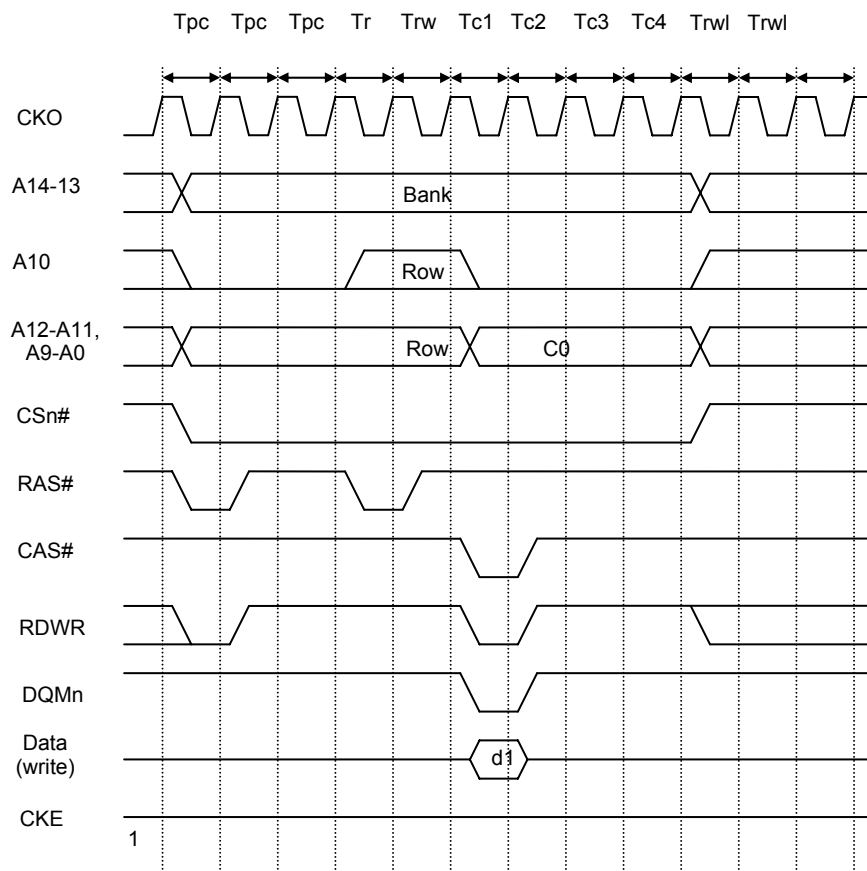 Tpc Tpc Tpc Tr Trw Tc1 Tc2 Tc3 Tc4 Trwl Trwl
CKO
A14-13
Bank
A10
Row
A12-A11,
A9-A0
Row C0
CSn#
RAS#
CAS#
RDWR
DQMn
Data
(write)
d1
CKE
1